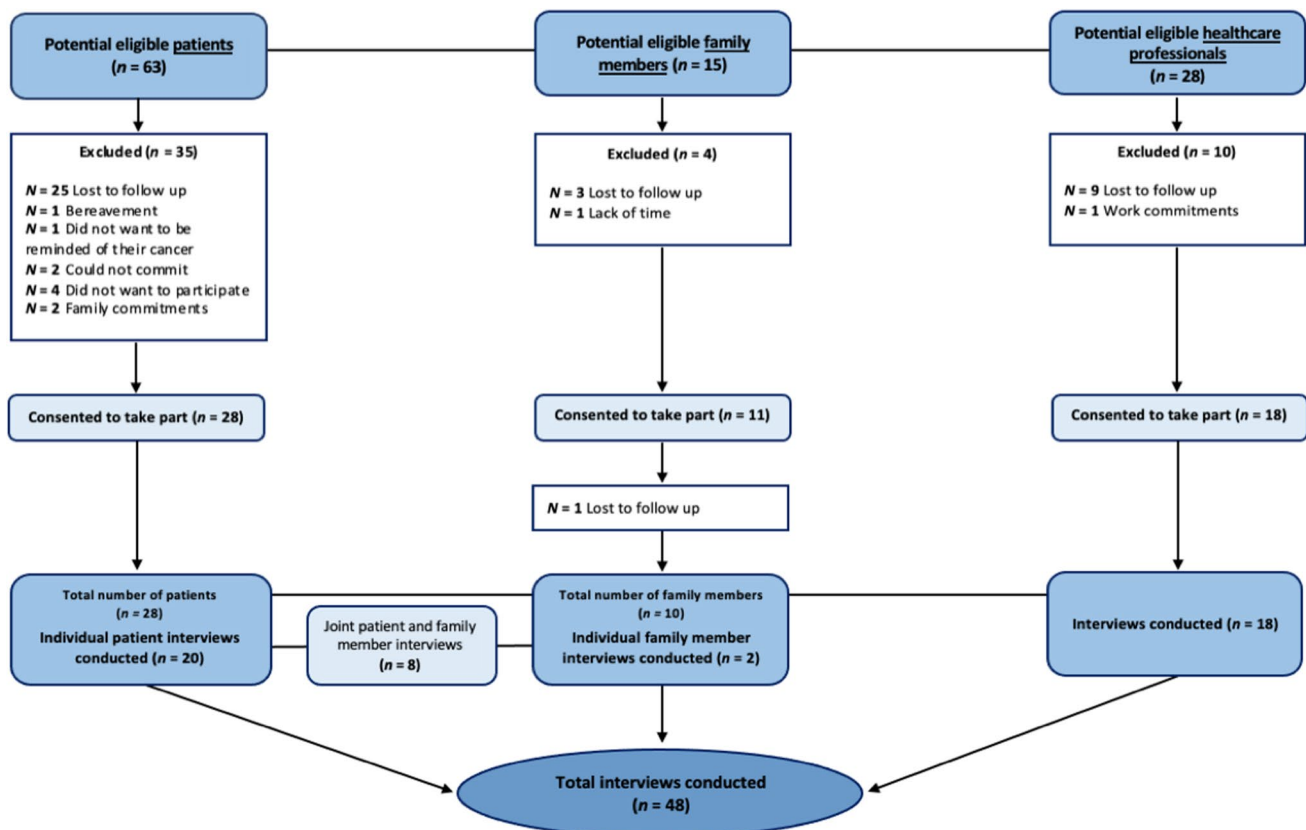 Potential eligible patients
(n = 63)
Potential eligible family
members (n = 15)
Potential eligible healthcare
professionals
(n = 28)
Excluded (n = 35)
N = 25 Lost to follow up
N = 1 Bereavement
N = 1 Did not want to be
reminded of their cancer
N = 2 Could not commit
N = 4 Did not want to participate
N = 2 Family commitments
Excluded (n = 4)
N = 3 Lost to follow up
N = 1 Lack of time
Excluded (n = 10)
N = 9 Lost to follow up
N = 1 Work commitments
Consented to take part (n = 28)
Consented to take part (n = 11)
Consented to take part (n = 18)
N = 1 Lost to follow up
Total number of patients
(n = 28)
Individual patient interviews
conducted (n = 20)
Joint patient and family
member interviews
(n = 8)
Total number of family members
(n = 10)
Individual family member
interviews conducted (n = 2)
Interviews conducted (n = 18)
Total interviews conducted
(n = 48)